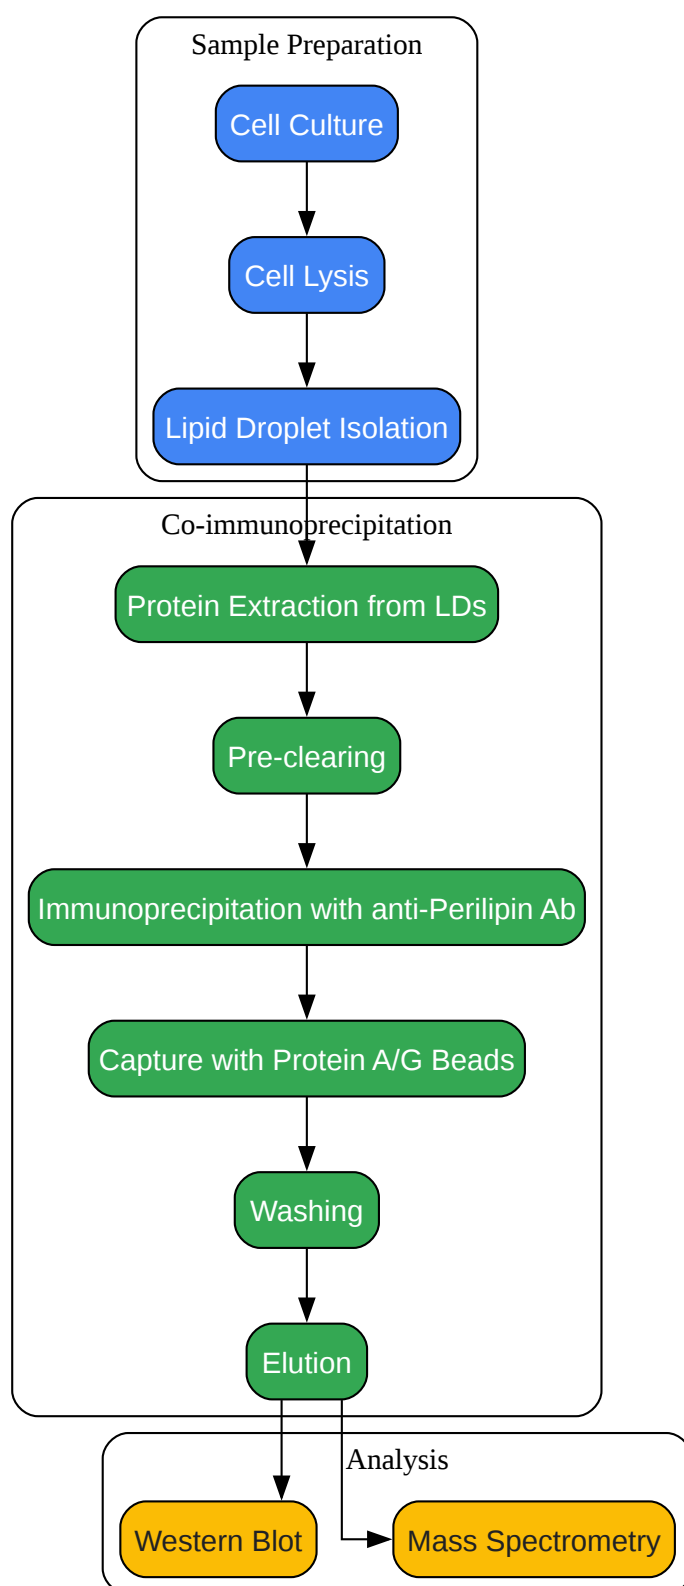 Sample Preparation
Cell Culture
Cell Lysis
Lipid Droplet Isolation
Co-immunoprecipitation
Protein Extraction from LDs
Pre-clearing
Immunoprecipitation with anti-Perilipin Ab
Capture with Protein A/G Beads
Washing
Elution
Analysis
Western Blot
Mass Spectrometry